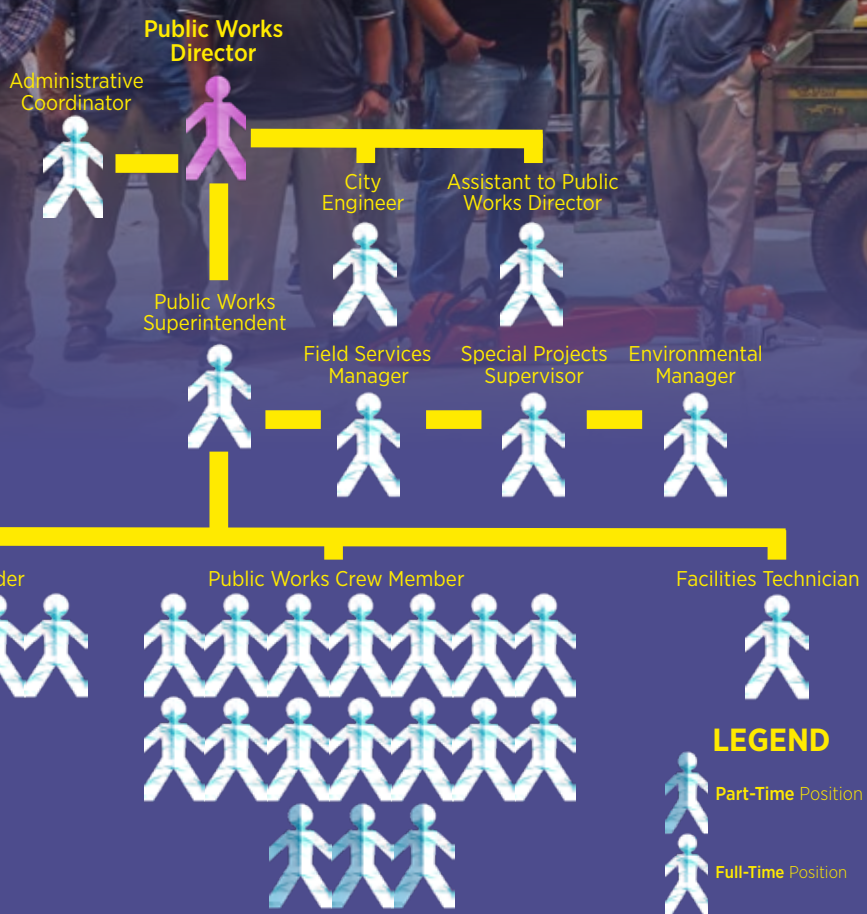 Public Works
Director
Administrative
Coordinator
City
Engineer
Assistant to Public
Works Director
Public Works
Superintendent
Field Services
Manager
Special Projects
Supervisor
Environmental
Manager
der
Public Works Crew Member
Facilities Technician
LEGEND
Part-Time Position
Full-Time Position